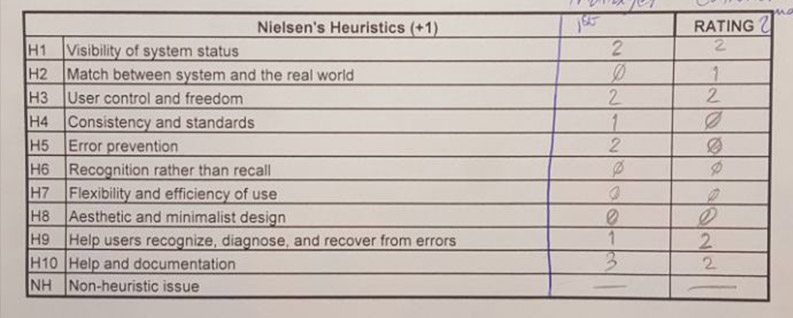 Nielsen's Heuristics (+1) 1st RATING 2
H1 Visibility of system status 2 2
H2 Match between system and the real world Ø 1
H3 User control and freedom 2 2
H4 Consistency and standards 1 Ø
H5 Error prevention 2 Ø
H6 Recognition rather than recall Ø Ø
H7 Flexibility and efficiency of use Ø Ø
H8 Aesthetic and minimalist design Ø Ø
H9 Help users recognize, diagnose, and recover from errors 1 2
H10 Help and documentation 3 2
NH Non-heuristic issue — —